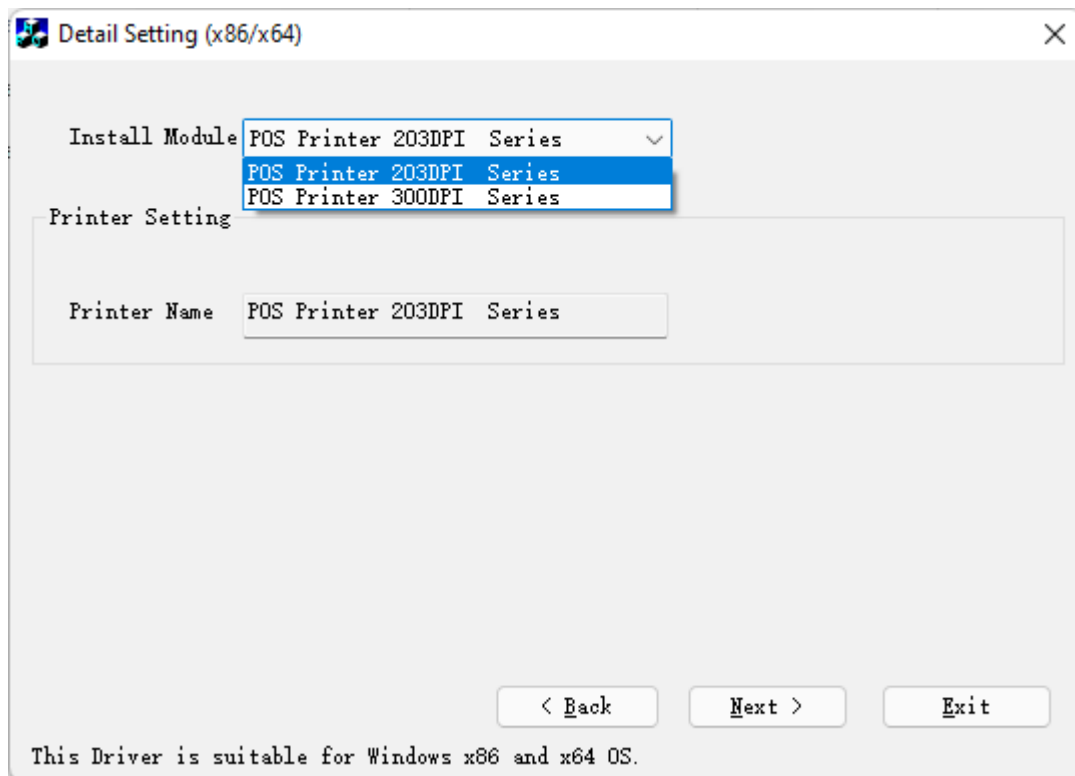 Detail Setting (x86/x64)
Install Module POS Printer 203DPI  Series
POS Printer 203DPI  Series
POS Printer 300DPI  Series
Printer Setting
Printer Name POS Printer 203DPI  Series
< Back Next > Exit
This Driver is suitable for Windows x86 and x64 OS.